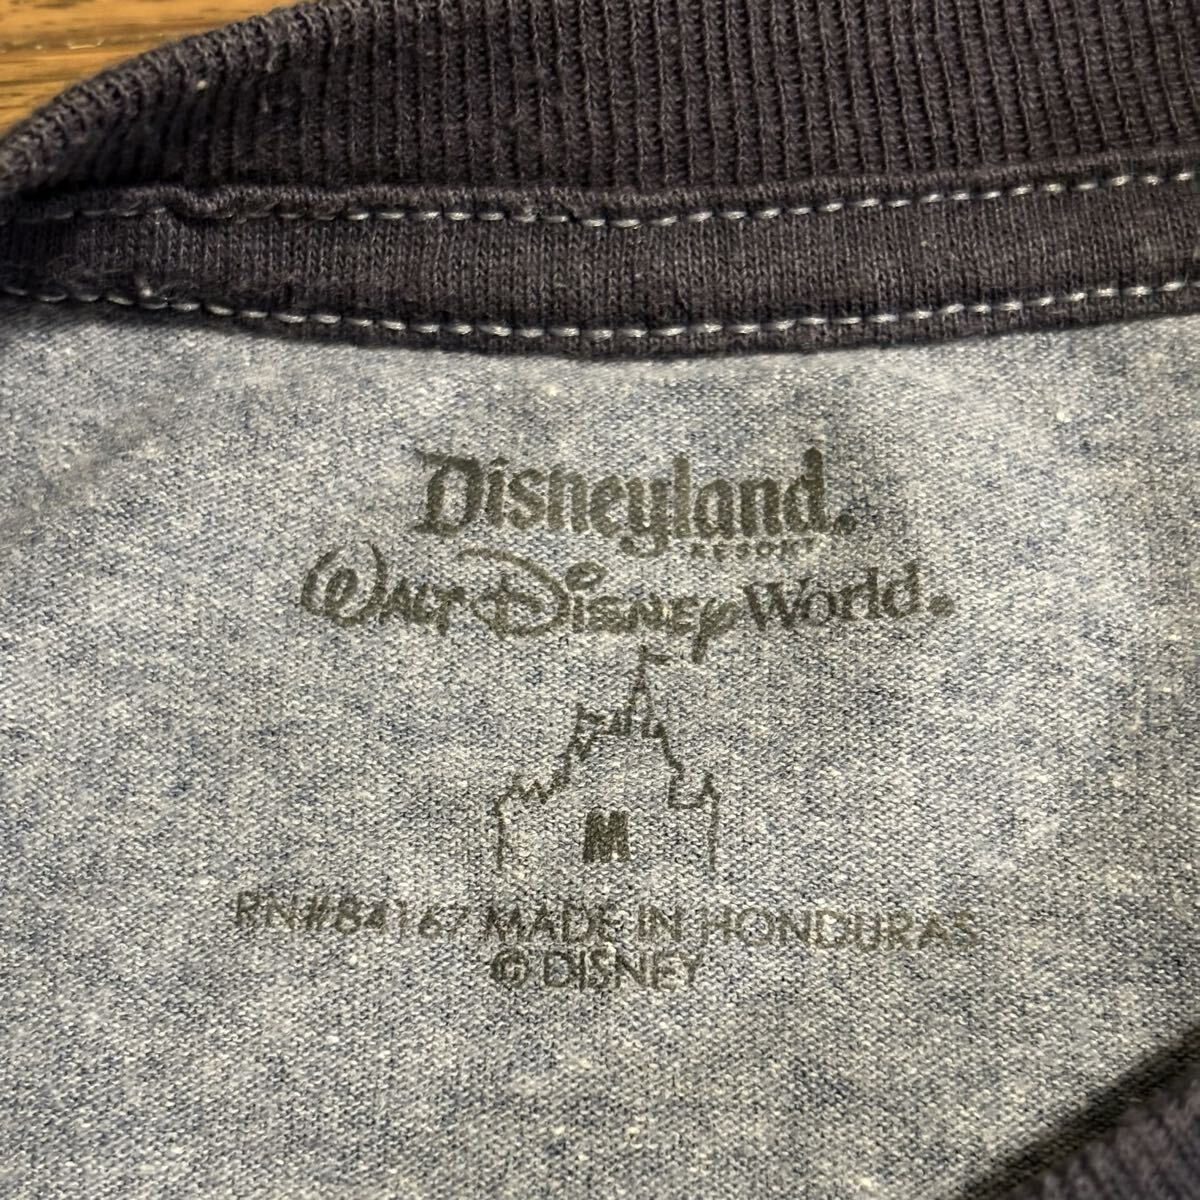 Disneyland®
RESORT
WALT DISNEY World®
M
RN#84167 MADE IN HONDURAS
© DISNEY